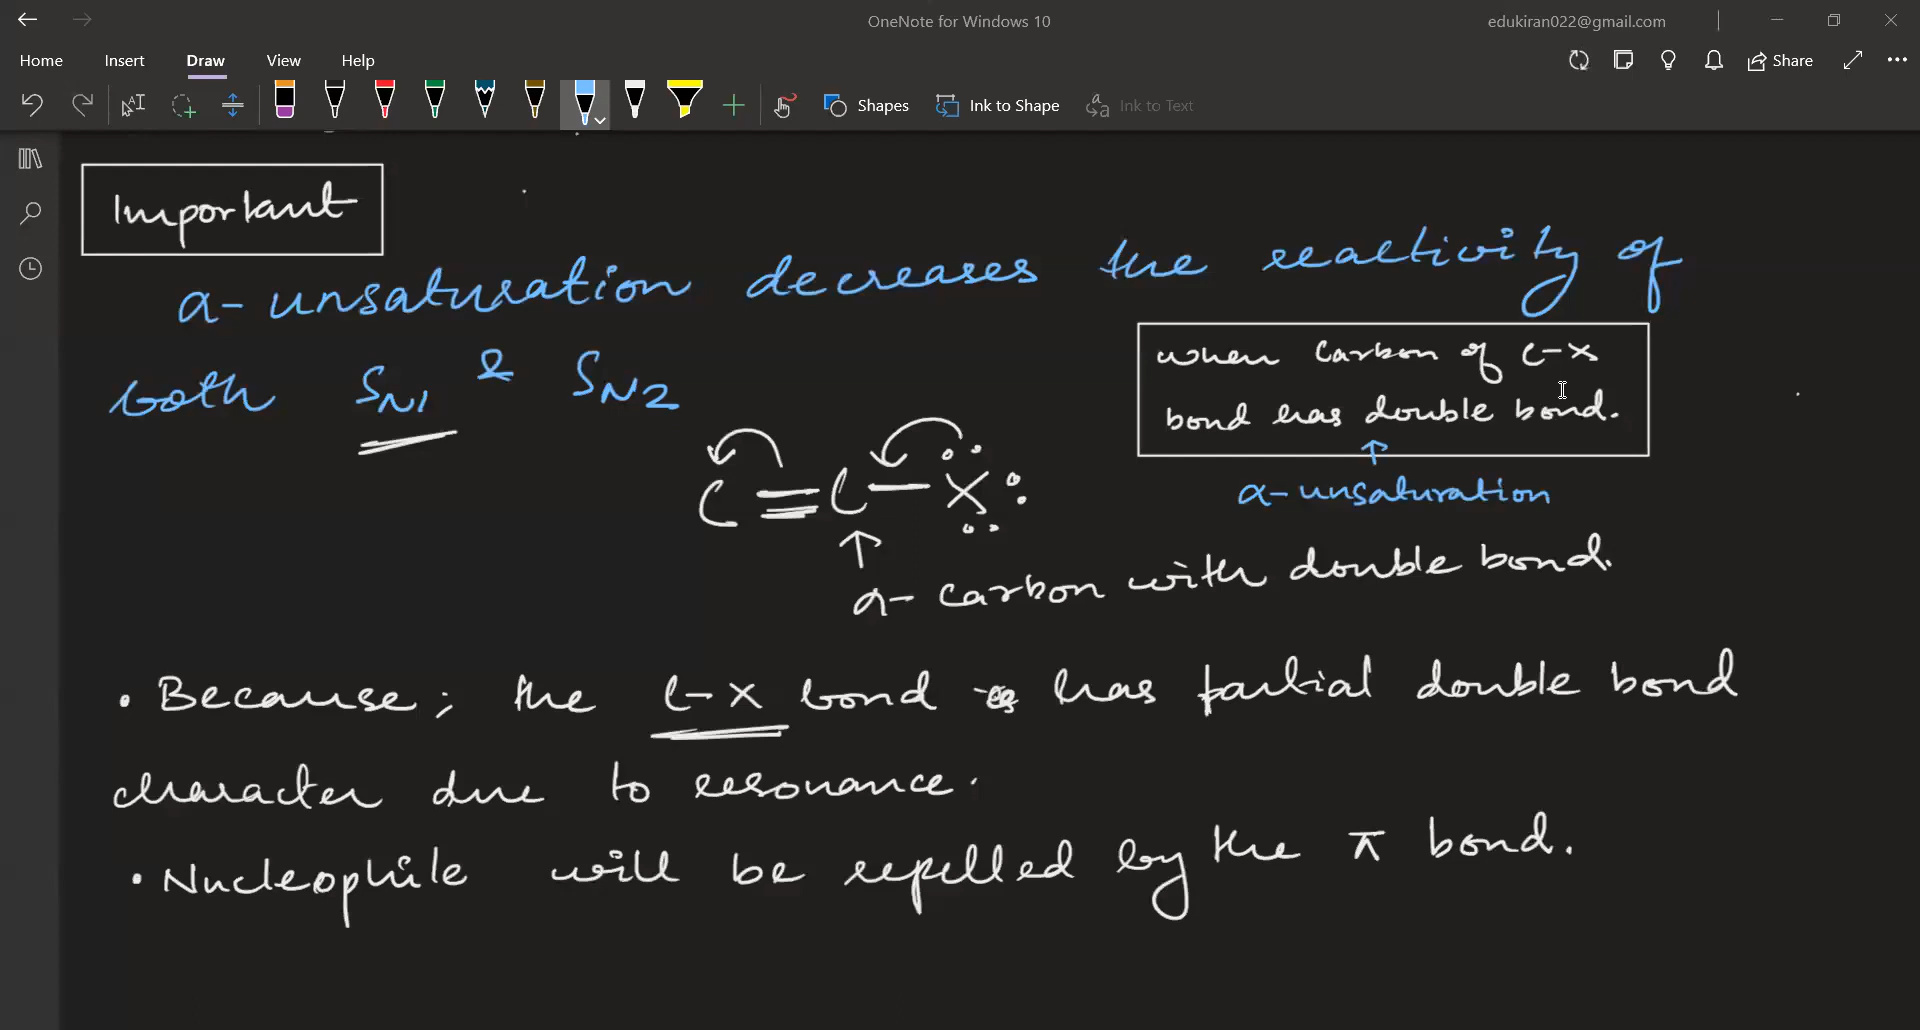 OneNote for Windows 10
edukiran022@gmail.com
Home Insert Draw View Help
Share
Shapes Ink to Shape Ink to Text
Important
α- unsaturation decreases the reactivity of
both SN1 & SN2
when Carbon of C-X
bond has double bond.
↑
α-unsaturation
C = C - X
↑
α- carbon with double bond.
• Because; the C-X bond has partial double bond
character due to resonance.
• Nucleophile will be repelled by the π bond.